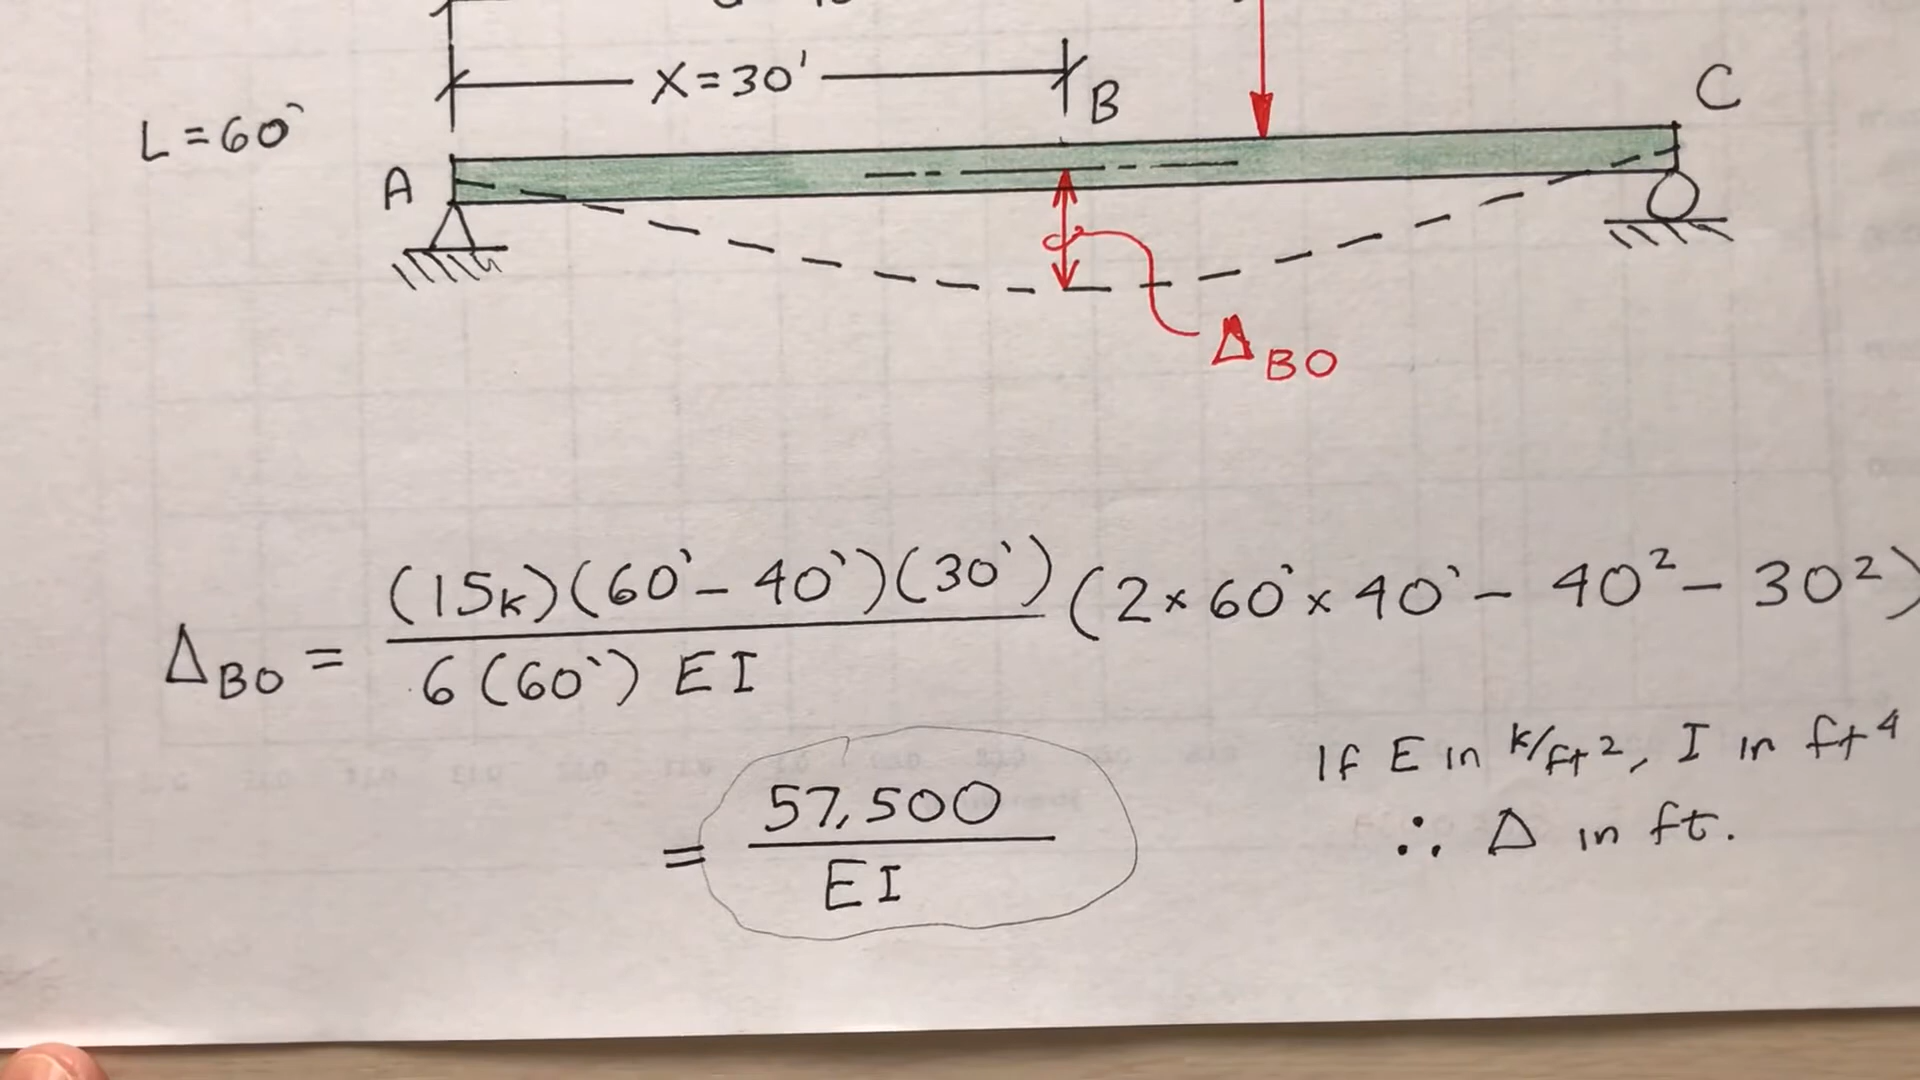 X = 30'
B
C
L = 60'
A
Δ BO
Δ BO = (15k)(60' - 40')(30') / 6(60') EI (2 × 60' × 40' - 40² - 30²)
If E in k/ft², I in ft⁴
= 57,500 / EI
∴ Δ in ft.